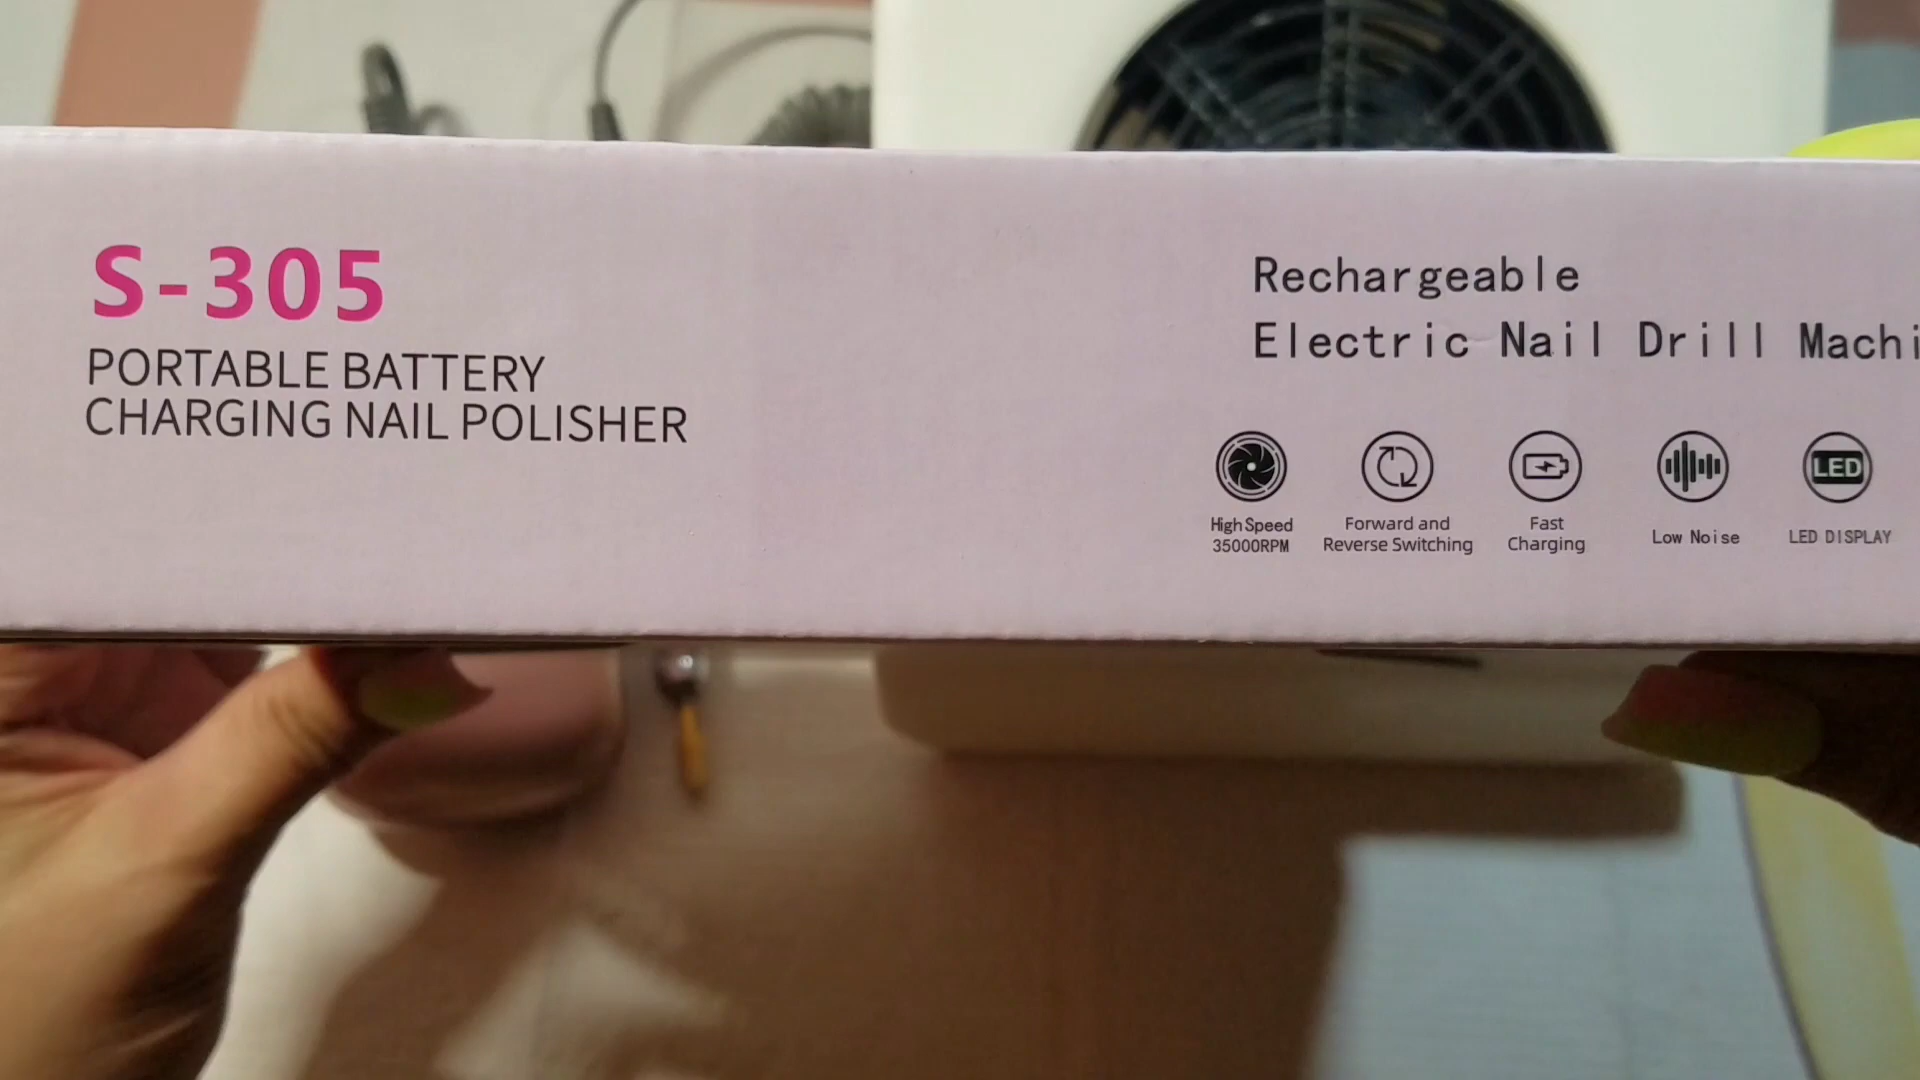 S-305
PORTABLE BATTERY
CHARGING NAIL POLISHER
Rechargeable
Electric Nail Drill Machi
High Speed
35000RPM
Forward and
Reverse Switching
Fast
Charging
Low Noise
LED
LED DISPLAY